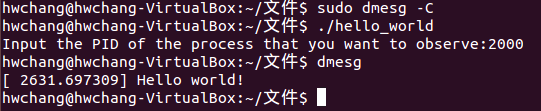 hwchang@hwchang-VirtualBox:~/文件$ sudo dmesg -C
hwchang@hwchang-VirtualBox:~/文件$ ./hello_world
Input the PID of the process that you want to observe:2000
hwchang@hwchang-VirtualBox:~/文件$ dmesg
[ 2631.697309] Hello world!
hwchang@hwchang-VirtualBox:~/文件$